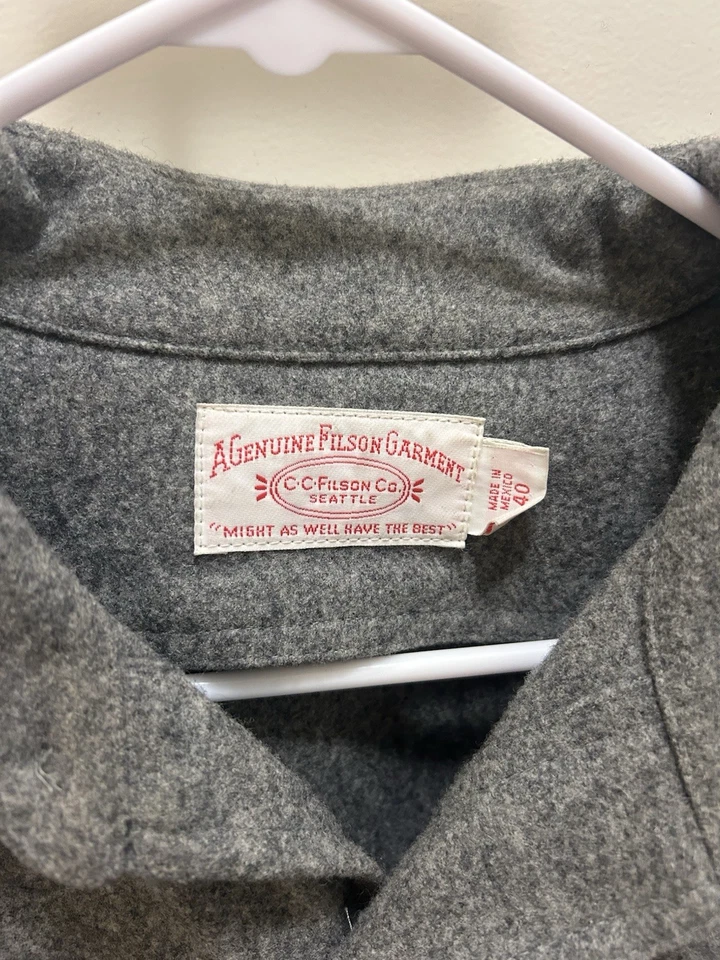 A GENUINE FILSON GARMENT
C·C·FILSON CO.
SEATTLE
"MIGHT AS WELL HAVE THE BEST"
MADE IN
MEXICO
40